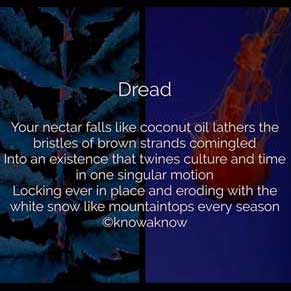 Dread
Your nectar falls like coconut oil lathers the
bristles of brown strands comingled
Into an existence that twines culture and time
in one singular motion
Locking ever in place and eroding with the
white snow like mountaintops every season
©knowaknow